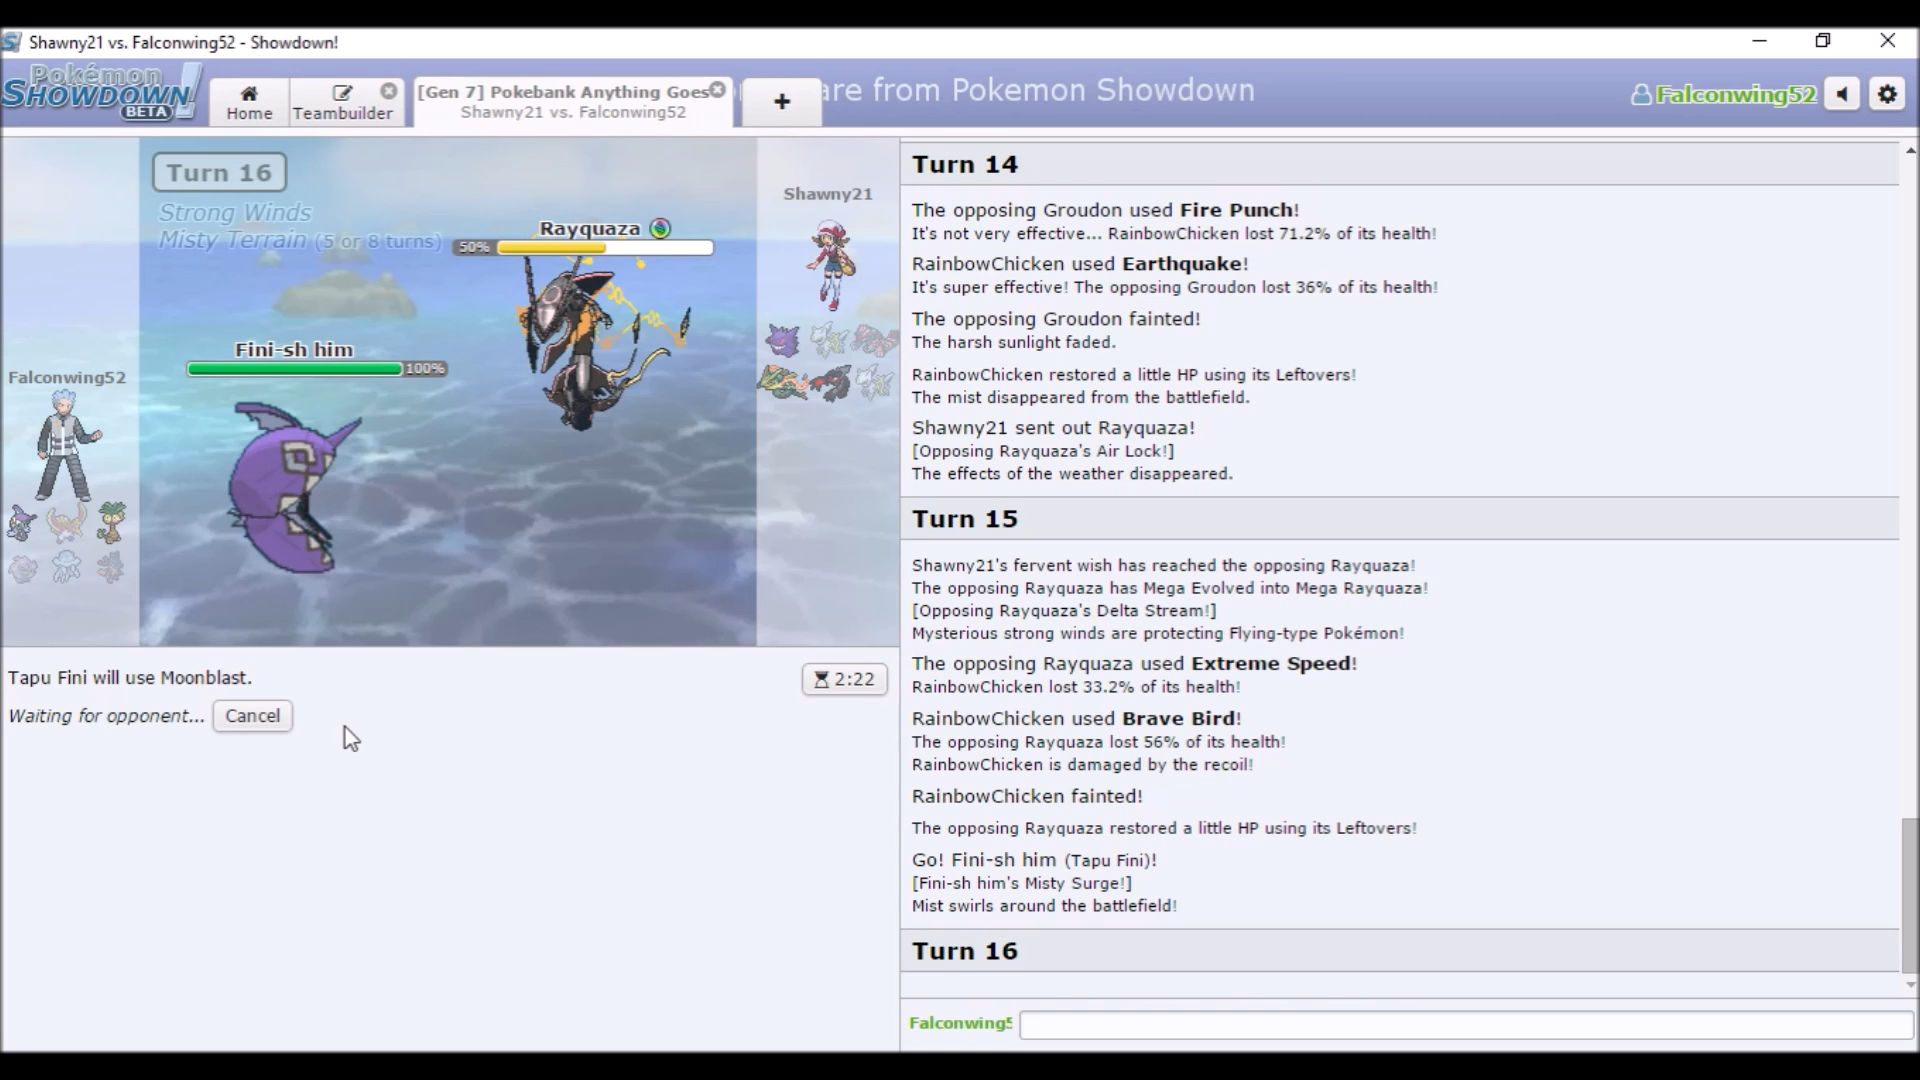 Shawny21 vs. Falconwing52 - Showdown!
Pokémon
SHOWDOWN!
BETA
Home
Teambuilder
[Gen 7] Pokebank Anything Goes
Shawny21 vs. Falconwing52
+
are from Pokemon Showdown
Falconwing52
Turn 16
Strong Winds
Misty Terrain (5 or 8 turns)
Rayquaza
50%
Fini-sh him
100%
Falconwing52
Shawny21
Tapu Fini will use Moonblast.
2:22
Waiting for opponent...
Cancel
Turn 14
The opposing Groudon used Fire Punch!
It's not very effective... RainbowChicken lost 71.2% of its health!
RainbowChicken used Earthquake!
It's super effective! The opposing Groudon lost 36% of its health!
The opposing Groudon fainted!
The harsh sunlight faded.
RainbowChicken restored a little HP using its Leftovers!
The mist disappeared from the battlefield.
Shawny21 sent out Rayquaza!
[Opposing Rayquaza's Air Lock!]
The effects of the weather disappeared.
Turn 15
Shawny21's fervent wish has reached the opposing Rayquaza!
The opposing Rayquaza has Mega Evolved into Mega Rayquaza!
[Opposing Rayquaza's Delta Stream!]
Mysterious strong winds are protecting Flying-type Pokémon!
The opposing Rayquaza used Extreme Speed!
RainbowChicken lost 33.2% of its health!
RainbowChicken used Brave Bird!
The opposing Rayquaza lost 56% of its health!
RainbowChicken is damaged by the recoil!
RainbowChicken fainted!
The opposing Rayquaza restored a little HP using its Leftovers!
Go! Fini-sh him (Tapu Fini)!
[Fini-sh him's Misty Surge!]
Mist swirls around the battlefield!
Turn 16
Falconwing5